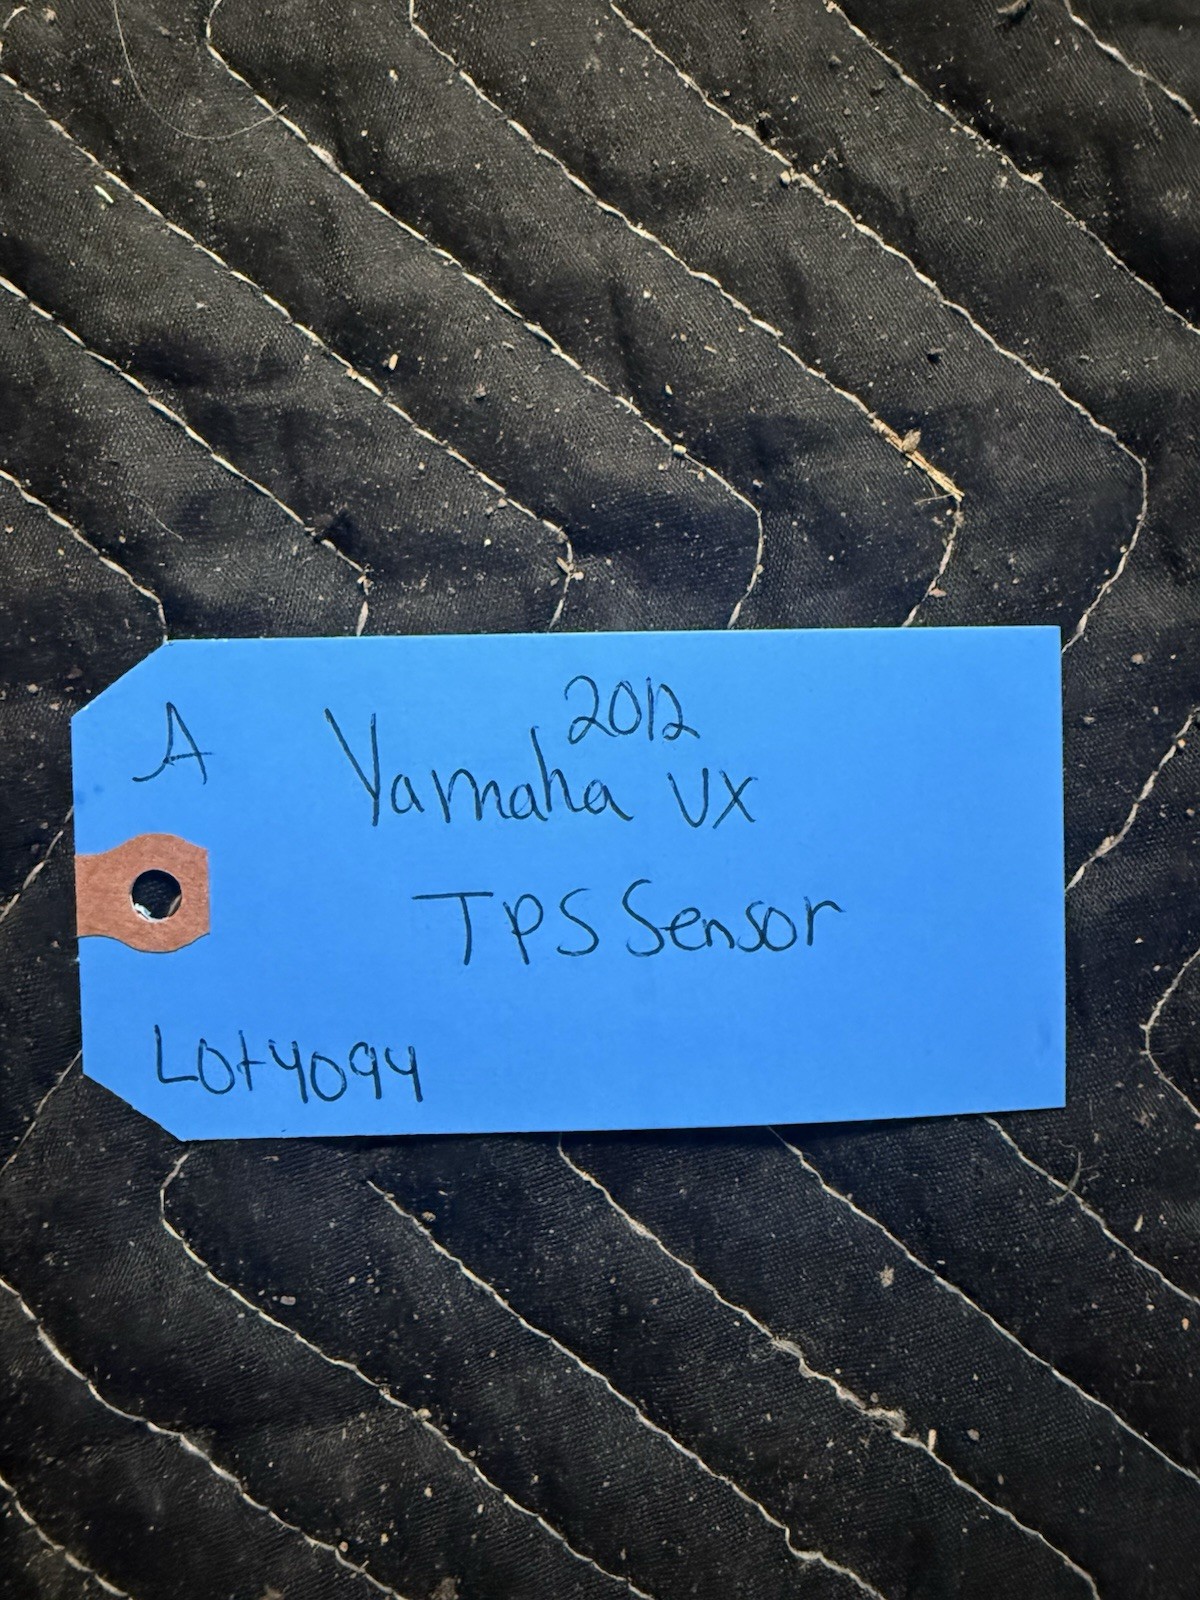 A
2012
Yamaha VX
TPS Sensor
Lot4094